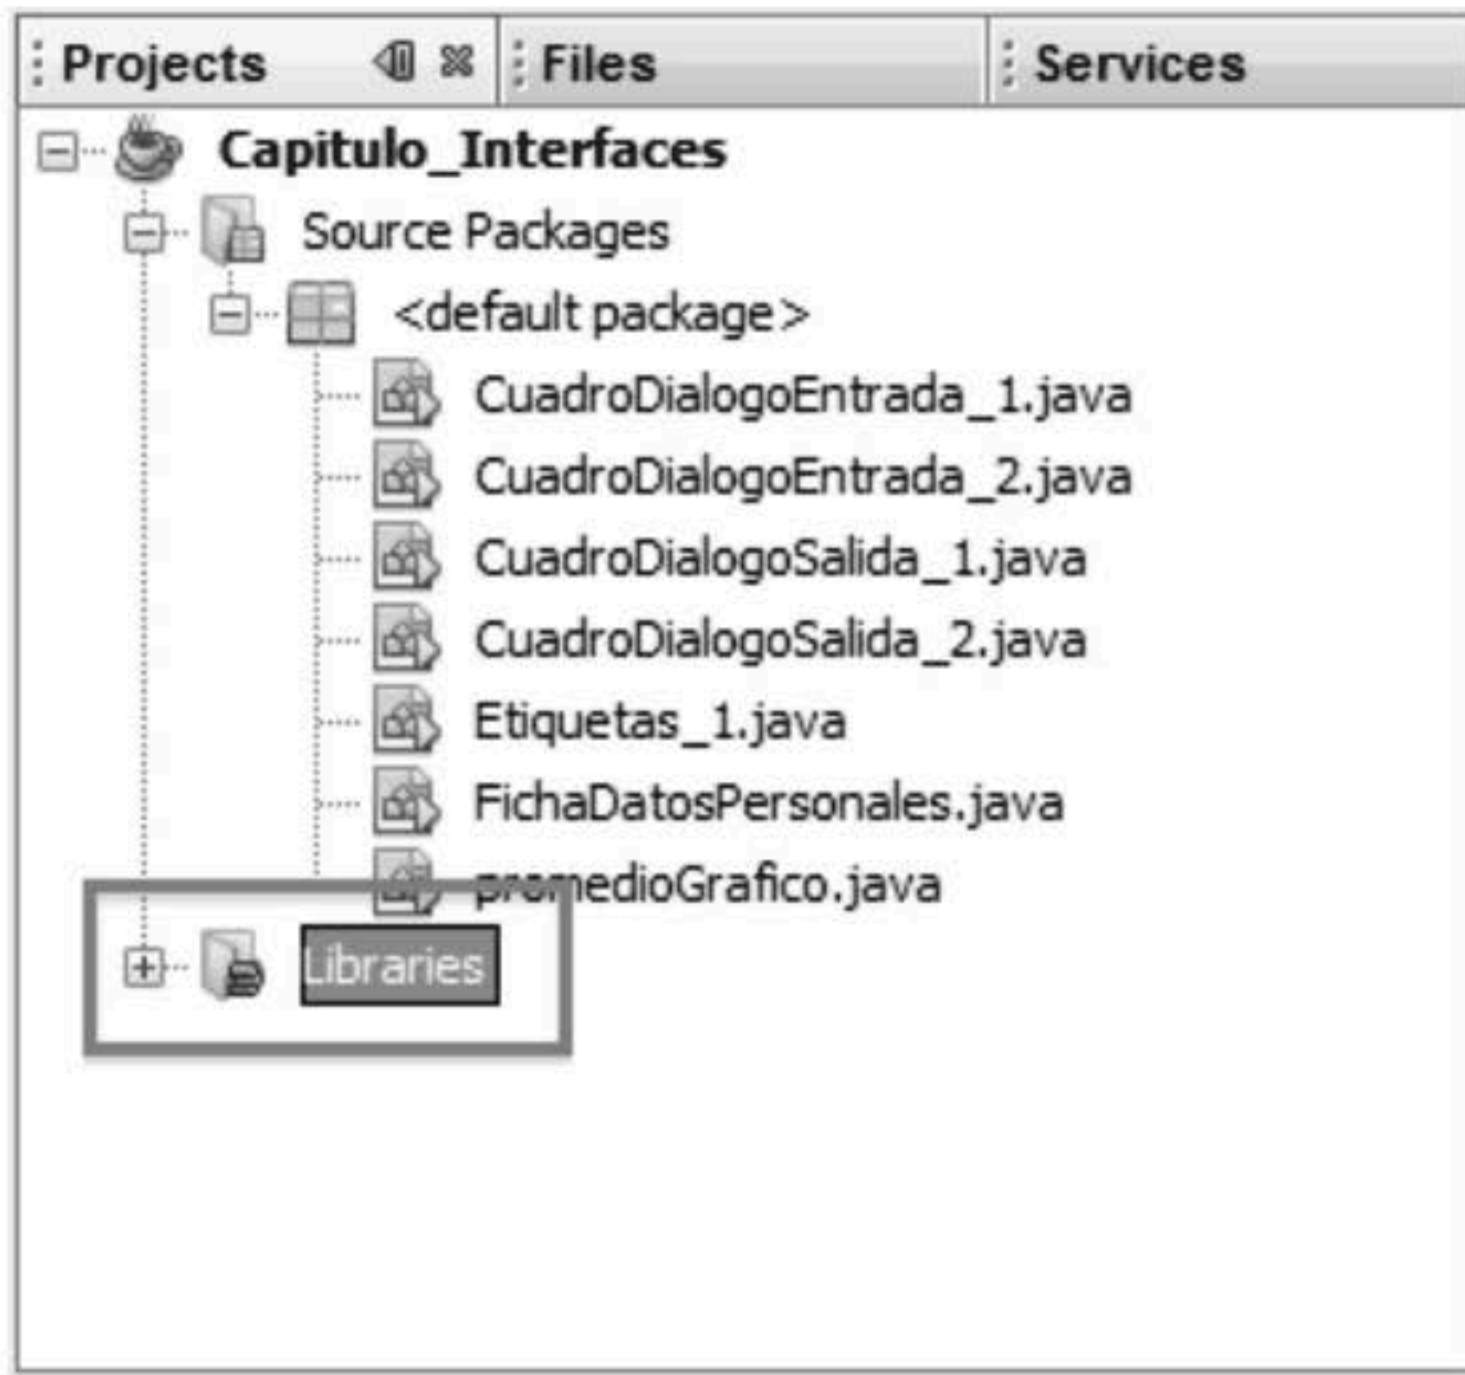 Projects Files Services
Capitulo_Interfaces
Source Packages
<default package>
CuadroDialogoEntrada_1.java
CuadroDialogoEntrada_2.java
CuadroDialogoSalida_1.java
CuadroDialogoSalida_2.java
Etiquetas_1.java
FichaDatosPersonales.java
promedioGrafico.java
Libraries